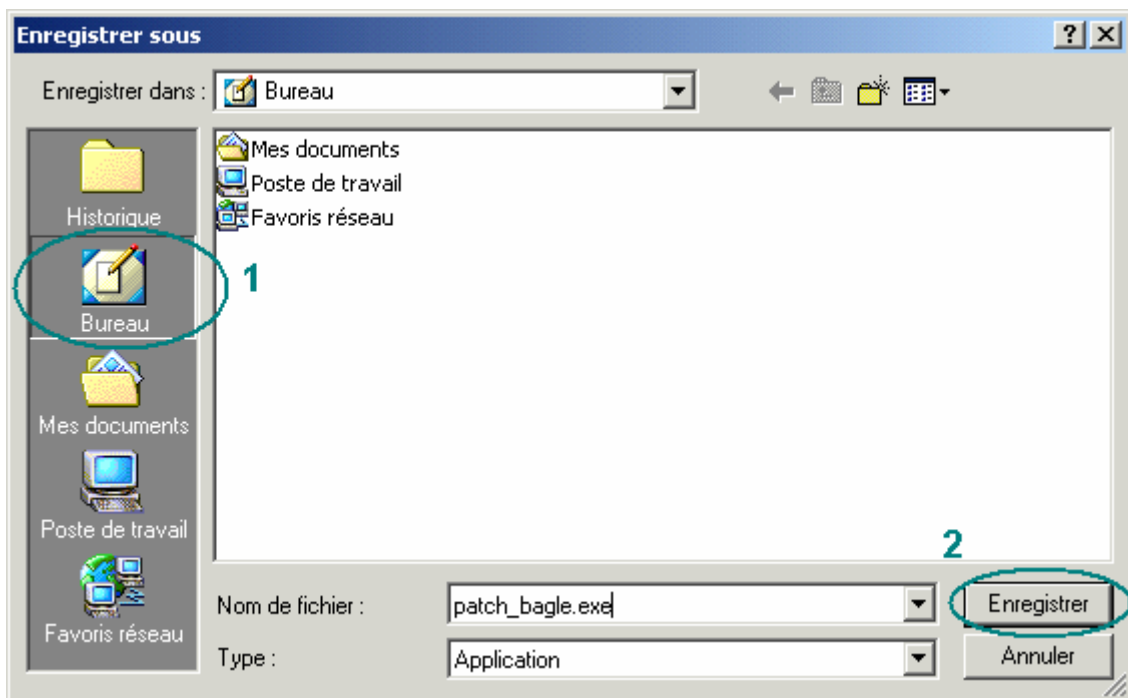 Enregistrer sous
Enregistrer dans : Bureau
Historique
Bureau
1
Mes documents
Poste de travail
Favoris réseau
Mes documents
Poste de travail
Favoris réseau
2
Nom de fichier : patch_bagle.exe Enregistrer
Type : Application Annuler